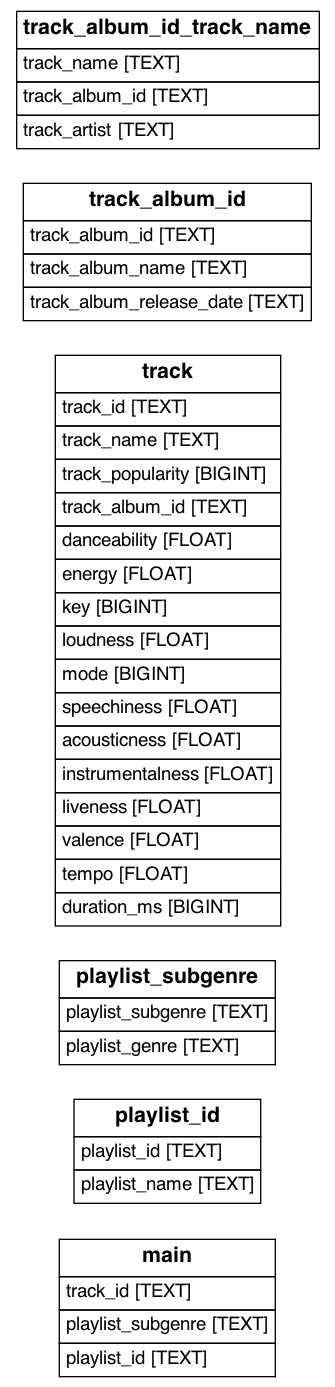 track_album_id_track_name
track_name [TEXT]
track_album_id [TEXT]
track_artist [TEXT]
track_album_id
track_album_id [TEXT]
track_album_name [TEXT]
track_album_release_date [TEXT]
track
track_id [TEXT]
track_name [TEXT]
track_popularity [BIGINT]
track_album_id [TEXT]
danceability [FLOAT]
energy [FLOAT]
key [BIGINT]
loudness [FLOAT]
mode [BIGINT]
speechiness [FLOAT]
acousticness [FLOAT]
instrumentalness [FLOAT]
liveness [FLOAT]
valence [FLOAT]
tempo [FLOAT]
duration_ms [BIGINT]
playlist_subgenre
playlist_subgenre [TEXT]
playlist_genre [TEXT]
playlist_id
playlist_id [TEXT]
playlist_name [TEXT]
main
track_id [TEXT]
playlist_subgenre [TEXT]
playlist_id [TEXT]